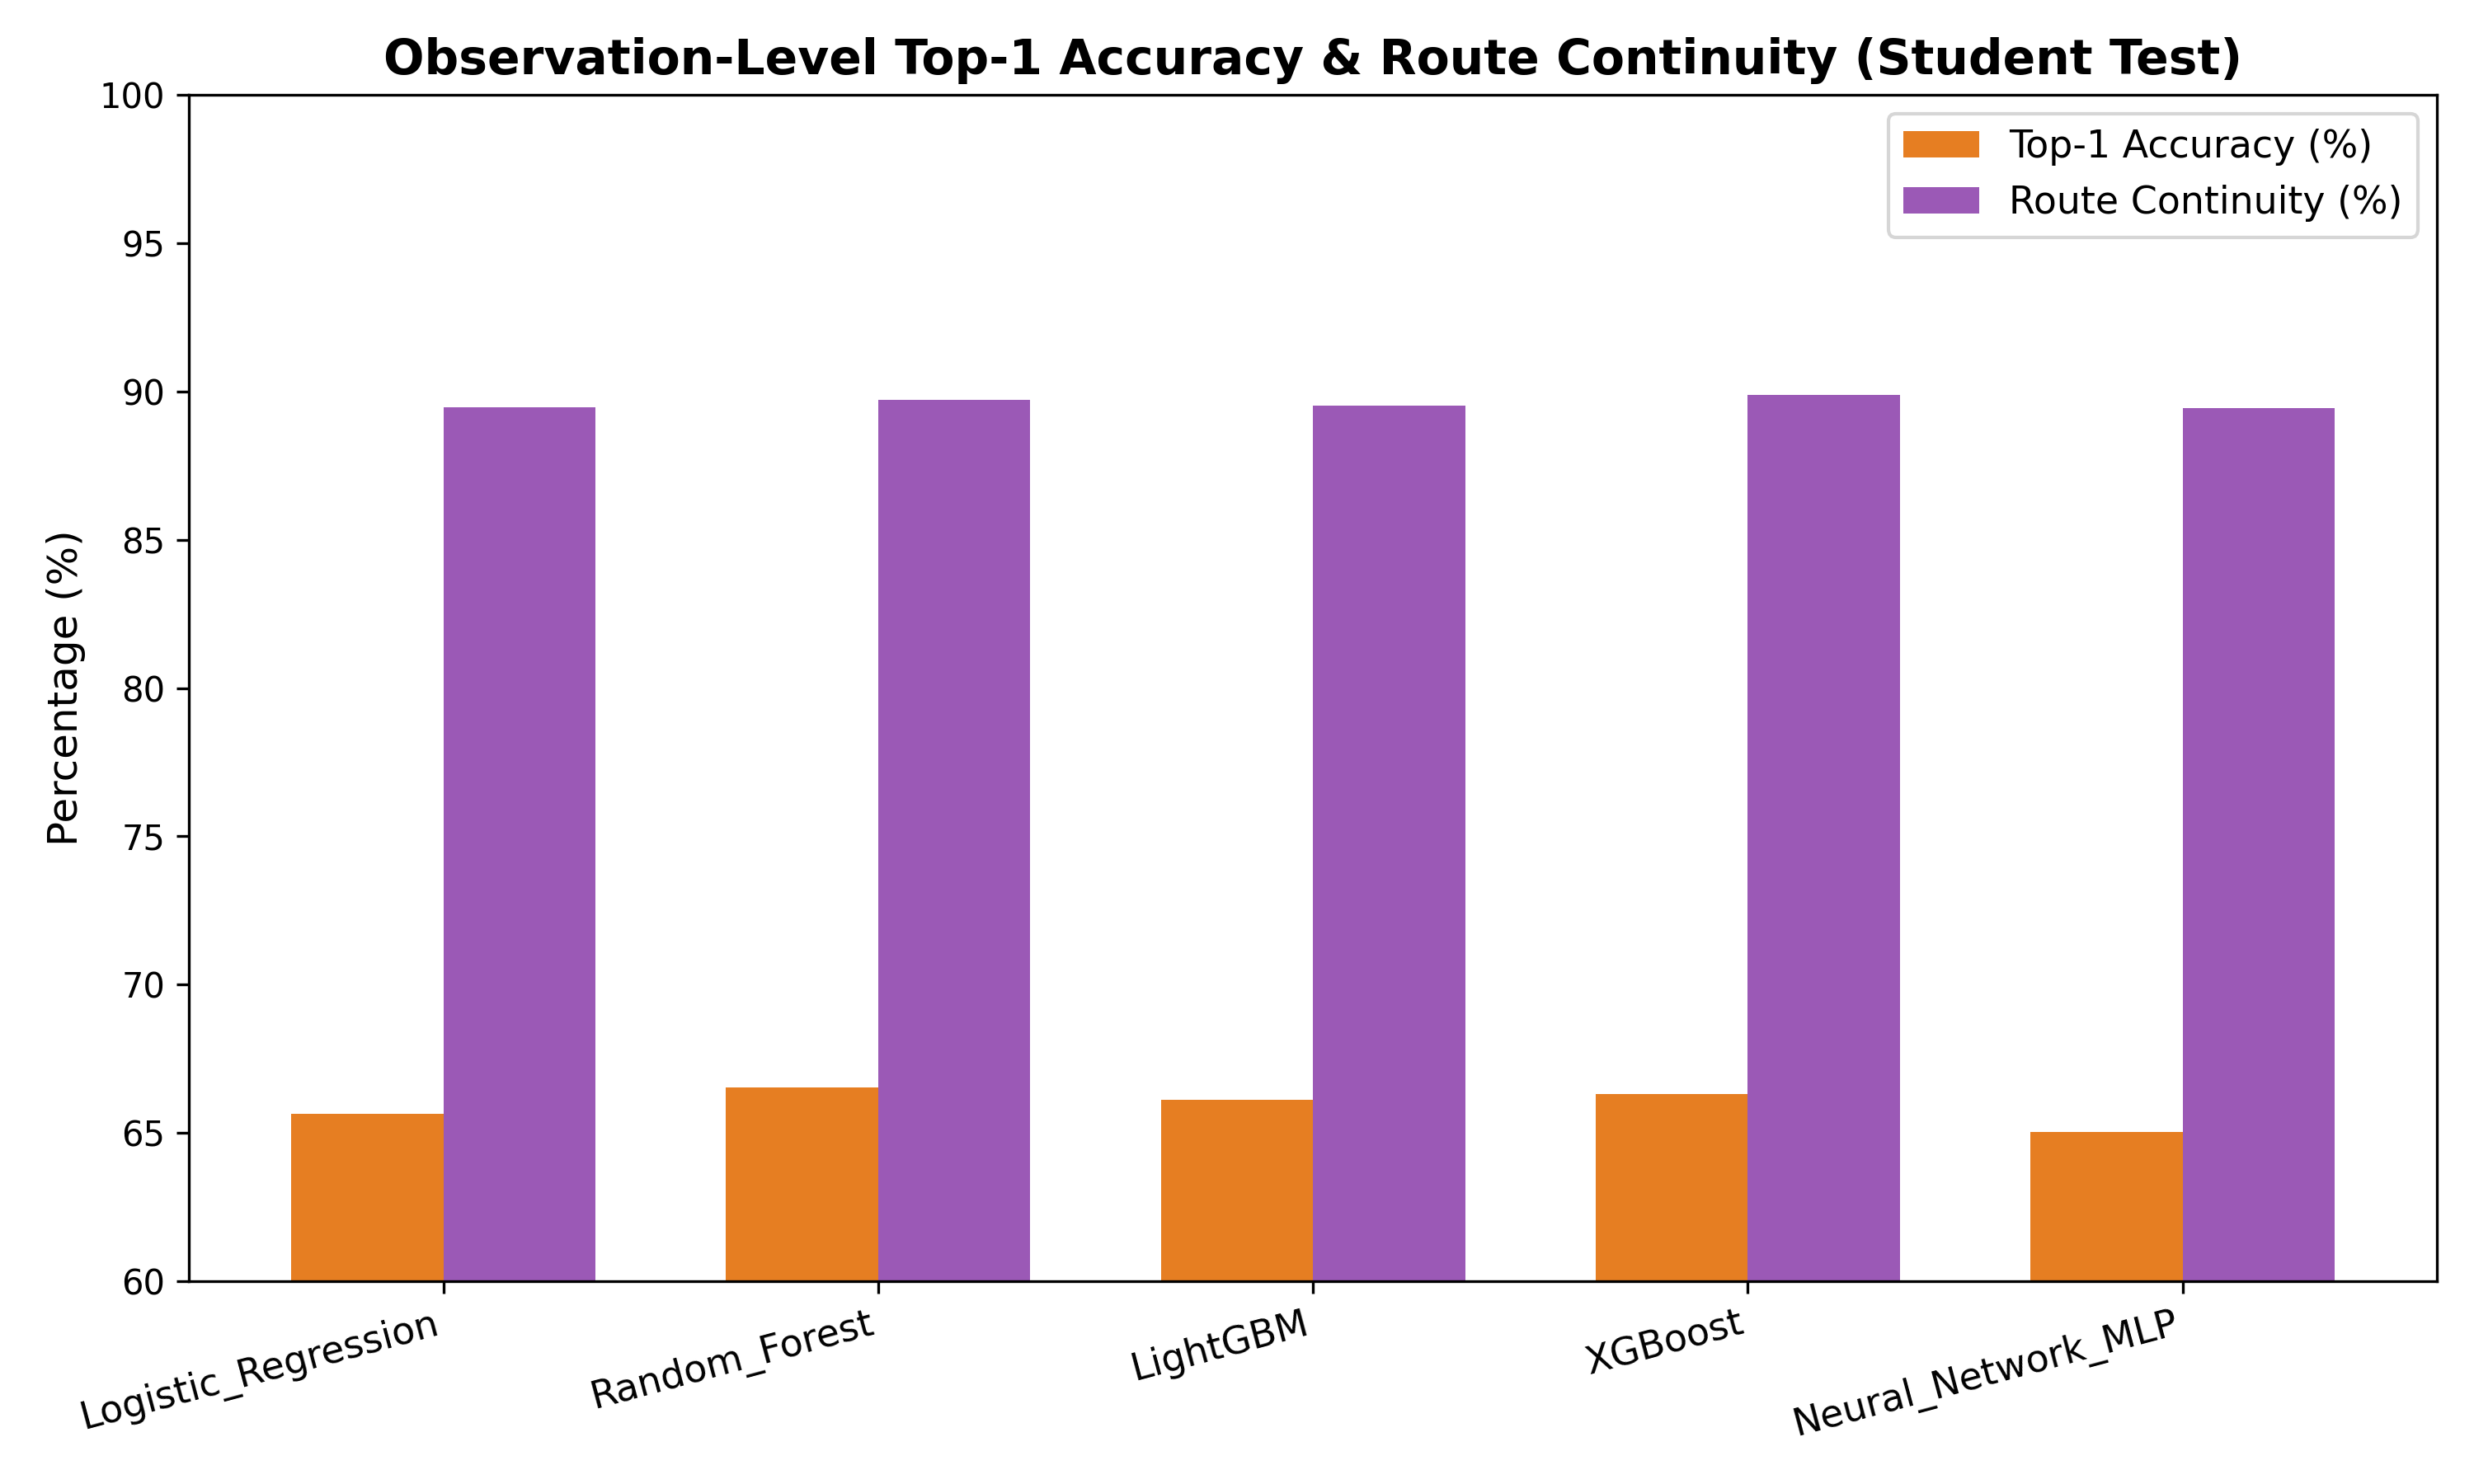 Observation-Level Top-1 Accuracy & Route Continuity (Student Test)
Top-1 Accuracy (%)
Route Continuity (%)
Percentage (%)
100
95
90
85
80
75
70
65
60
Logistic_Regression
Random_Forest
LightGBM
XGBoost
Neural_Network_MLP